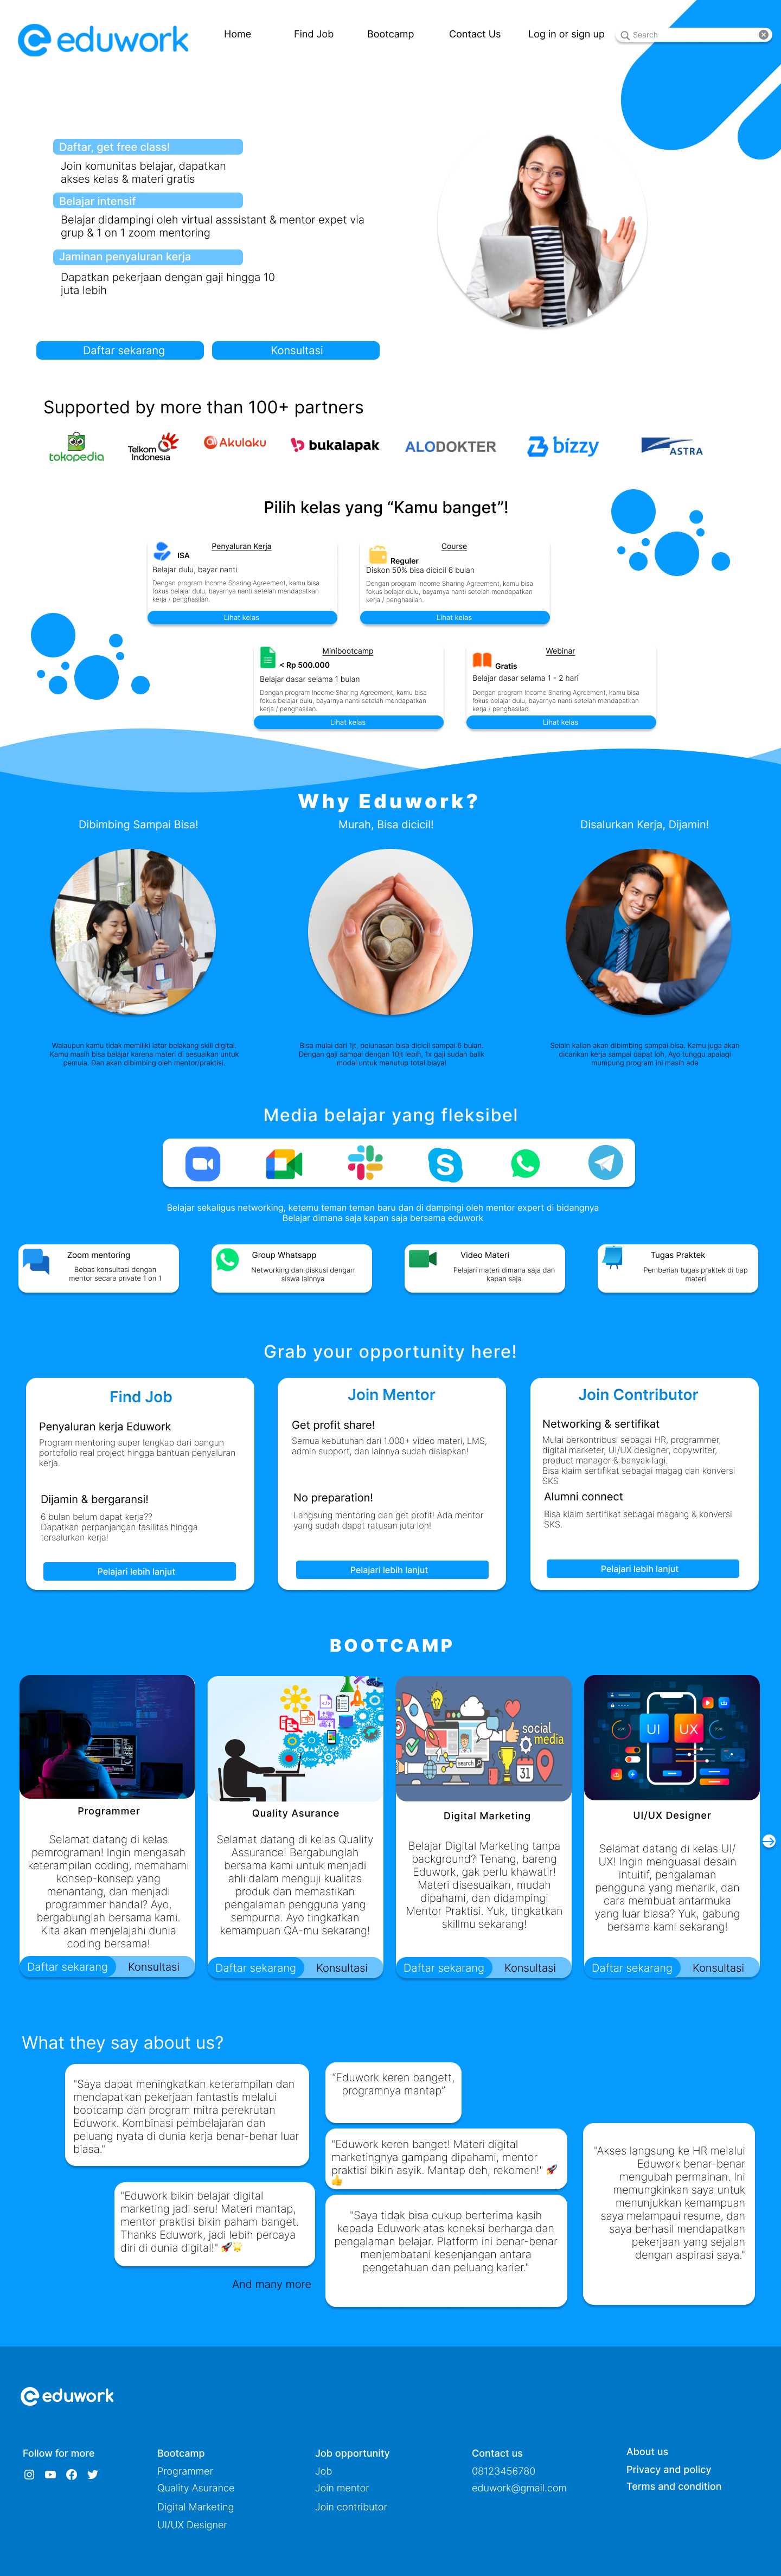 eduwork
Home
Find Job
Bootcamp
Contact Us
Log in or sign up
Search
Daftar, get free class!
Join komunitas belajar, dapatkan
akses kelas & materi gratis
Belajar intensif
Belajar didampingi oleh virtual asssistant & mentor expet via
grup & 1 on 1 zoom mentoring
Jaminan penyaluran kerja
Dapatkan pekerjaan dengan gaji hingga 10
juta lebih
Daftar sekarang
Konsultasi
Supported by more than 100+ partners
tokopedia
Telkom
Indonesia
Akulaku
bukalapak
ALODOKTER
bizzy
ASTRA
Pilih kelas yang “Kamu banget”!
Penyaluran Kerja
ISA
Belajar dulu, bayar nanti
Dengan program Income Sharing Agreement, kamu bisa
fokus belajar dulu, bayarnya nanti setelah mendapatkan
kerja / penghasilan.
Lihat kelas
Course
Reguler
Diskon 50% bisa dicicil 6 bulan
Dengan program Income Sharing Agreement, kamu bisa
fokus belajar dulu, bayarnya nanti setelah mendapatkan
kerja / penghasilan.
Lihat kelas
Minibootcamp
< Rp 500.000
Belajar dasar selama 1 bulan
Dengan program Income Sharing Agreement, kamu bisa
fokus belajar dulu, bayarnya nanti setelah mendapatkan
kerja / penghasilan.
Lihat kelas
Webinar
Gratis
Belajar dasar selama 1 - 2 hari
Dengan program Income Sharing Agreement, kamu bisa
fokus belajar dulu, bayarnya nanti setelah mendapatkan
kerja / penghasilan.
Lihat kelas
Why Eduwork?
Dibimbing Sampai Bisa!
Murah, Bisa dicicil!
Disalurkan Kerja, Dijamin!
Walaupun kamu tidak memiliki latar belakang skill digital.
Kamu masih bisa belajar karena materi di sesuaikan untuk
pemula. Dan akan dibimbing oleh mentor/praktisi.
Bisa mulai dari 1jt, pelunasan bisa dicicil sampai 6 bulan.
Dengan gaji sampai dengan 10jt lebih, 1x gaji sudah balik
modal untuk menutup total biaya!
Selain kalian akan dibimbing sampai bisa. Kamu juga akan
dicarikan kerja sampai dapat loh, Ayo tunggu apalagi
mumpung program ini masih ada
Media belajar yang fleksibel
Belajar sekaligus networking, ketemu teman teman baru dan di dampingi oleh mentor expert di bidangnya
Belajar dimana saja kapan saja bersama eduwork
Zoom mentoring
Bebas konsultasi dengan
mentor secara private 1 on 1
Group Whatsapp
Networking dan diskusi dengan
siswa lainnya
Video Materi
Pelajari materi dimana saja dan
kapan saja
Tugas Praktek
Pemberian tugas praktek di tiap
materi
Grab your opportunity here!
Find Job
Penyaluran kerja Eduwork
Program mentoring super lengkap dari bangun
portofolio real project hingga bantuan penyaluran
kerja.
Dijamin & bergaransi!
6 bulan belum dapat kerja??
Dapatkan perpanjangan fasilitas hingga
tersalurkan kerja!
Pelajari lebih lanjut
Join Mentor
Get profit share!
Semua kebutuhan dari 1.000+ video materi, LMS,
admin support, dan lainnya sudah disiapkan!
No preparation!
Langsung mentoring dan get profit! Ada mentor
yang sudah dapat ratusan juta loh!
Pelajari lebih lanjut
Join Contributor
Networking & sertifikat
Mulai berkontribusi sebagai HR, programmer,
digital marketer, UI/UX designer, copywriter,
product manager & banyak lagi.
Bisa klaim sertifikat sebagai magag dan konversi
SKS
Alumni connect
Bisa klaim sertifikat sebagai magang & konversi
SKS.
Pelajari lebih lanjut
BOOTCAMP
Programmer
Selamat datang di kelas
pemrograman! Ingin mengasah
keterampilan coding, memahami
konsep-konsep yang
menantang, dan menjadi
programmer handal? Ayo,
bergabunglah bersama kami.
Kita akan menjelajahi dunia
coding bersama!
Daftar sekarang
Konsultasi
Quality Asurance
Selamat datang di kelas Quality
Assurance! Bergabunglah
bersama kami untuk menjadi
ahli dalam menguji kualitas
produk dan memastikan
pengalaman pengguna yang
sempurna. Ayo tingkatkan
kemampuan QA-mu sekarang!
Daftar sekarang
Konsultasi
social
media
search
31
Digital Marketing
Belajar Digital Marketing tanpa
background? Tenang, bareng
Eduwork, gak perlu khawatir!
Materi disesuaikan, mudah
dipahami, dan didampingi
Mentor Praktisi. Yuk, tingkatkan
skillmu sekarang!
Daftar sekarang
Konsultasi
UI
UX
UI/UX Designer
Selamat datang di kelas UI/
UX! Ingin menguasai desain
intuitif, pengalaman
pengguna yang menarik, dan
cara membuat antarmuka
yang luar biasa? Yuk, gabung
bersama kami sekarang!
Daftar sekarang
Konsultasi
What they say about us?
"Saya dapat meningkatkan keterampilan dan
mendapatkan pekerjaan fantastis melalui
bootcamp dan program mitra perekrutan
Eduwork. Kombinasi pembelajaran dan
peluang nyata di dunia kerja benar-benar luar
biasa."
"Eduwork keren bangett,
programnya mantap"
"Eduwork keren banget! Materi digital
marketingnya gampang dipahami, mentor
praktisi bikin asyik. Mantap deh, rekomen!" 🚀
👍
"Akses langsung ke HR melalui
Eduwork benar-benar
mengubah permainan. Ini
memungkinkan saya untuk
menunjukkan kemampuan
saya melampaui resume, dan
saya berhasil mendapatkan
pekerjaan yang sejalan
dengan aspirasi saya."
"Eduwork bikin belajar digital
marketing jadi seru! Materi mantap,
mentor praktisi bikin paham banget.
Thanks Eduwork, jadi lebih percaya
diri di dunia digital!" 🚀🌟
"Saya tidak bisa cukup berterima kasih
kepada Eduwork atas koneksi berharga dan
pengalaman belajar. Platform ini benar-benar
menjembatani kesenjangan antara
pengetahuan dan peluang karier."
And many more
eduwork
Follow for more
Bootcamp
Programmer
Quality Asurance
Digital Marketing
UI/UX Designer
Job opportunity
Job
Join mentor
Join contributor
Contact us
08123456780
eduwork@gmail.com
About us
Privacy and policy
Terms and condition